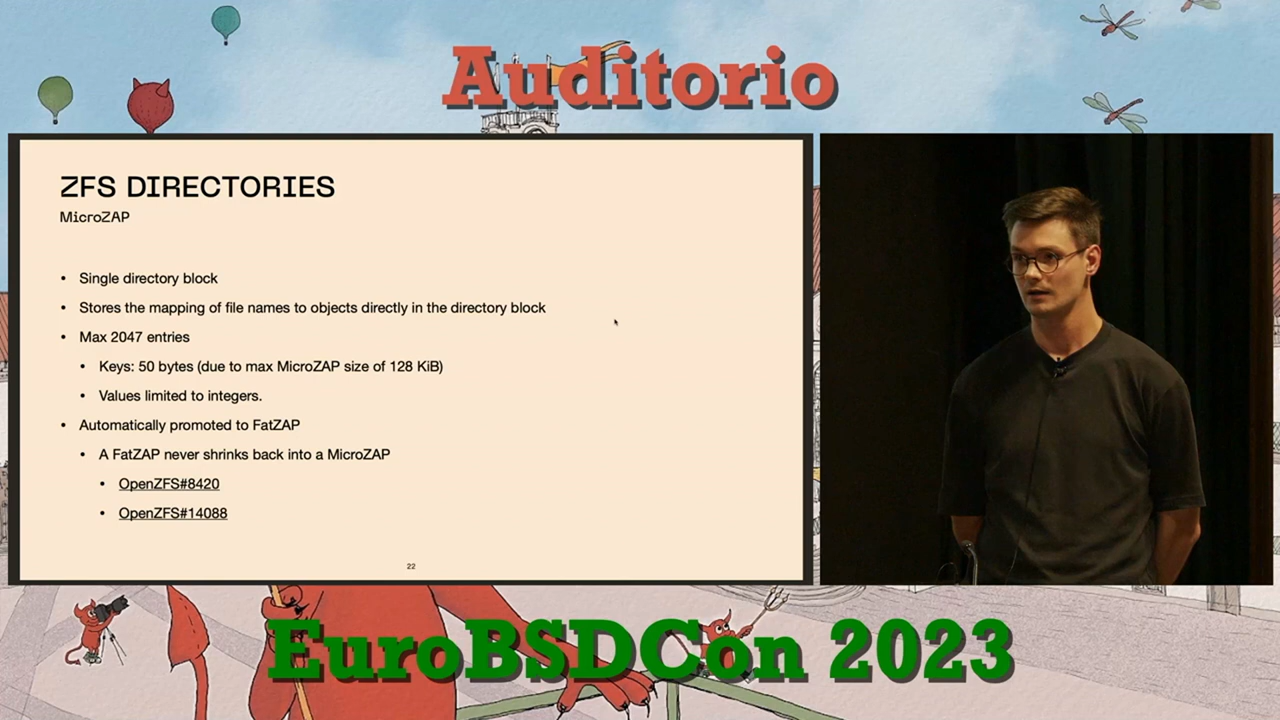 Auditorio
ZFS DIRECTORIES
MicroZAP
• Single directory block
• Stores the mapping of file names to objects directly in the directory block
• Max 2047 entries
• Keys: 50 bytes (due to max MicroZAP size of 128 KiB)
• Values limited to integers.
• Automatically promoted to FatZAP
• A FatZAP never shrinks back into a MicroZAP
• OpenZFS#8420
• OpenZFS#14088
22
EuroBSDCon 2023